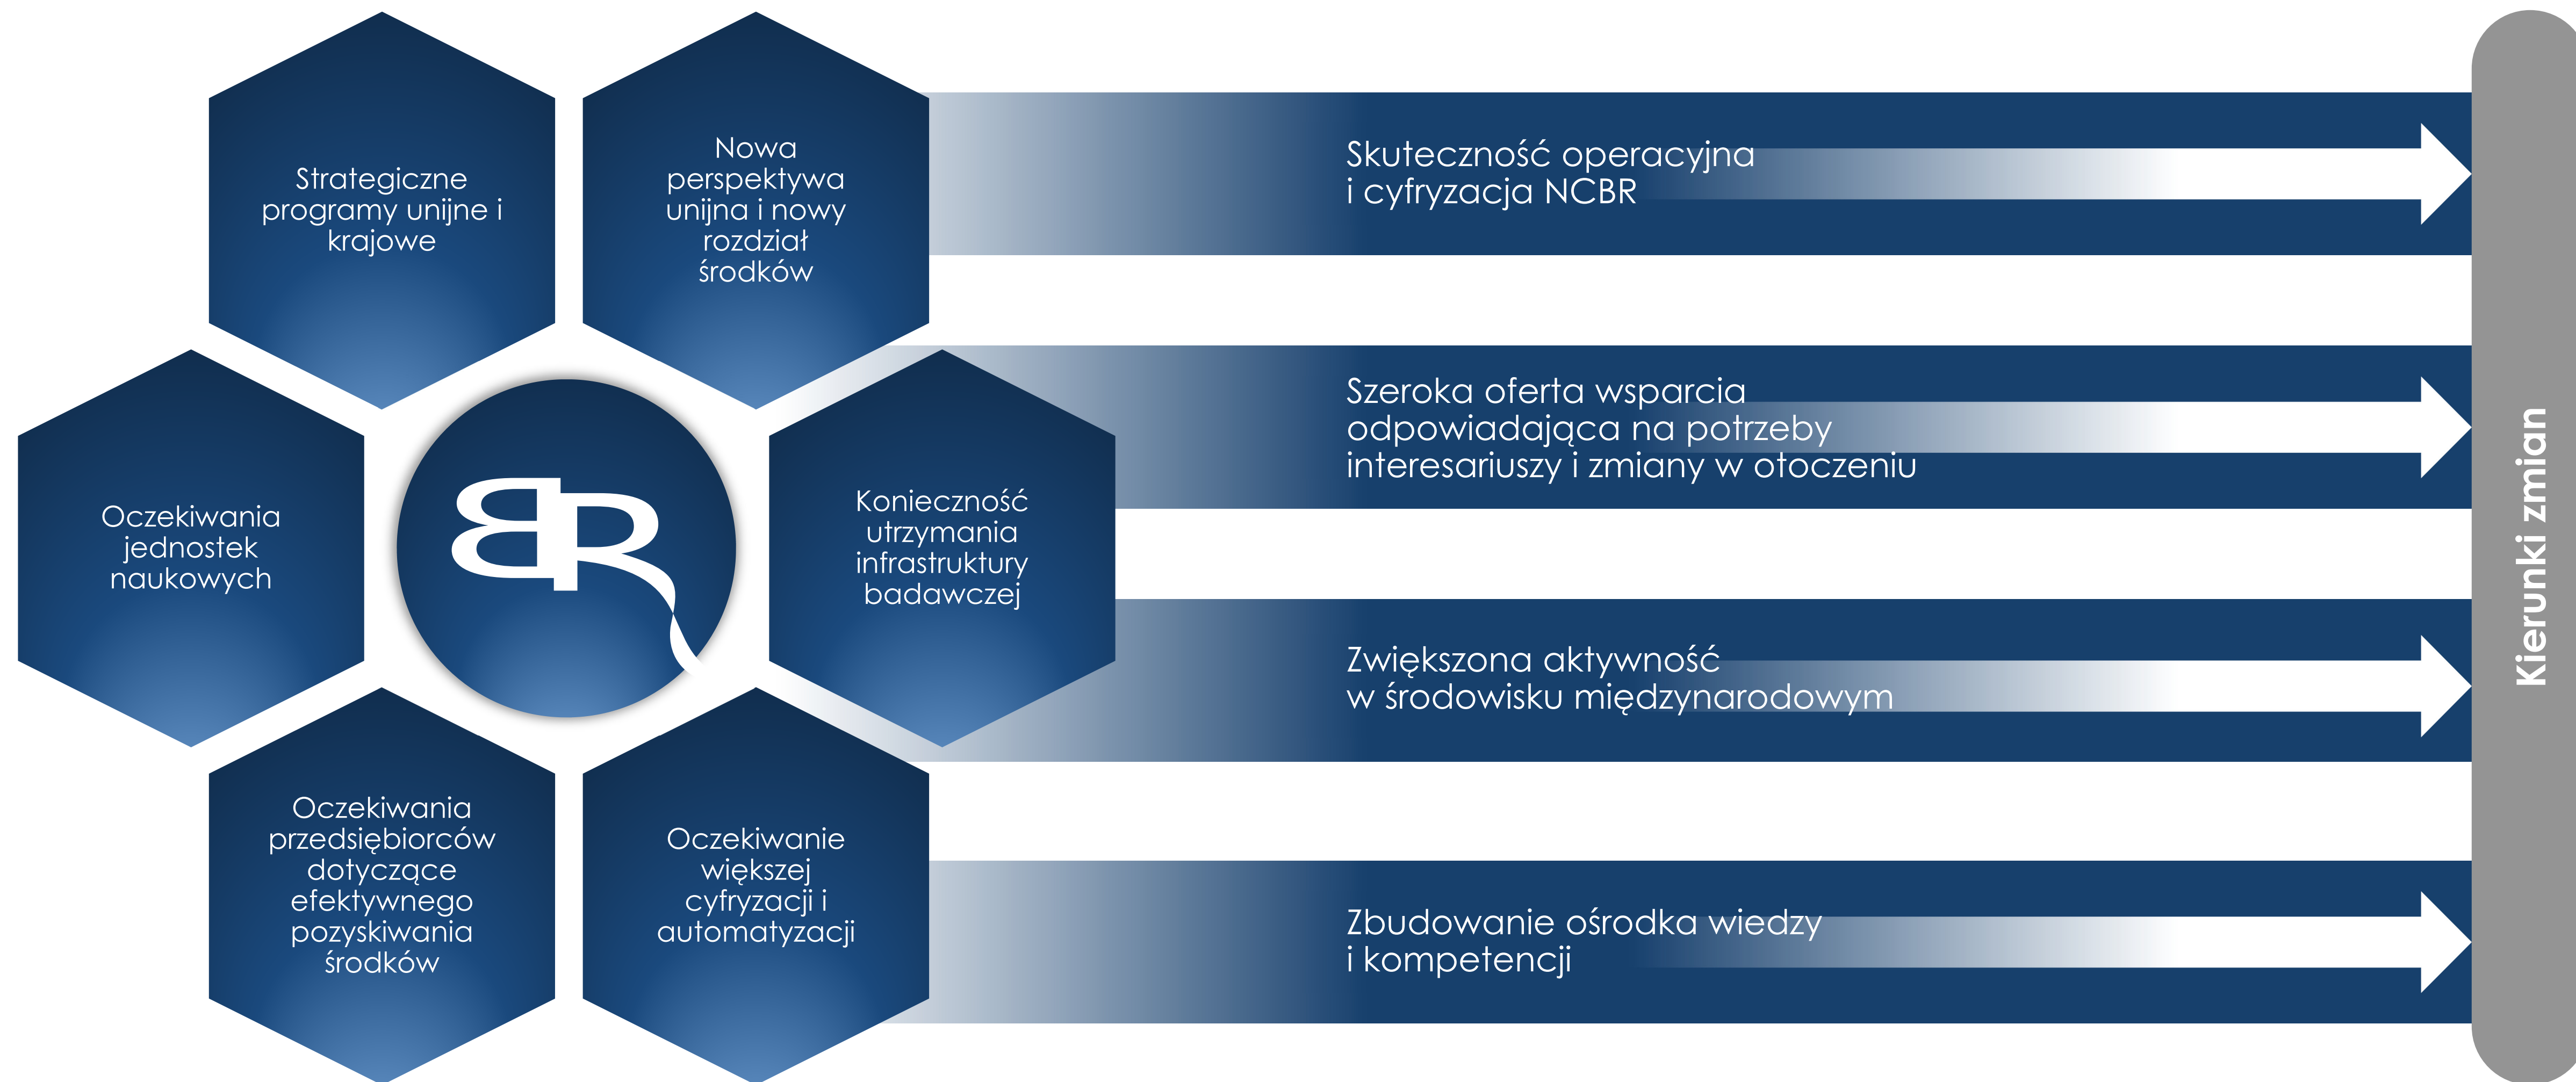 Strategiczne
programy unijne i
krajowe
Nowa
perspektywa
unijna i nowy
rozdział
środków
Oczekiwania
jednostek
naukowych
BR
Konieczność
utrzymania
infrastruktury
badawczej
Oczekiwania
przedsiębiorców
dotyczące
efektywnego
pozyskiwania
środków
Oczekiwanie
większej
cyfryzacji i
automatyzacji
Skuteczność operacyjna
i cyfryzacja NCBR
Szeroka oferta wsparcia
odpowiadająca na potrzeby
interesariuszy i zmiany w otoczeniu
Zwiększona aktywność
w środowisku międzynarodowym
Zbudowanie ośrodka wiedzy
i kompetencji
Kierunki zmian